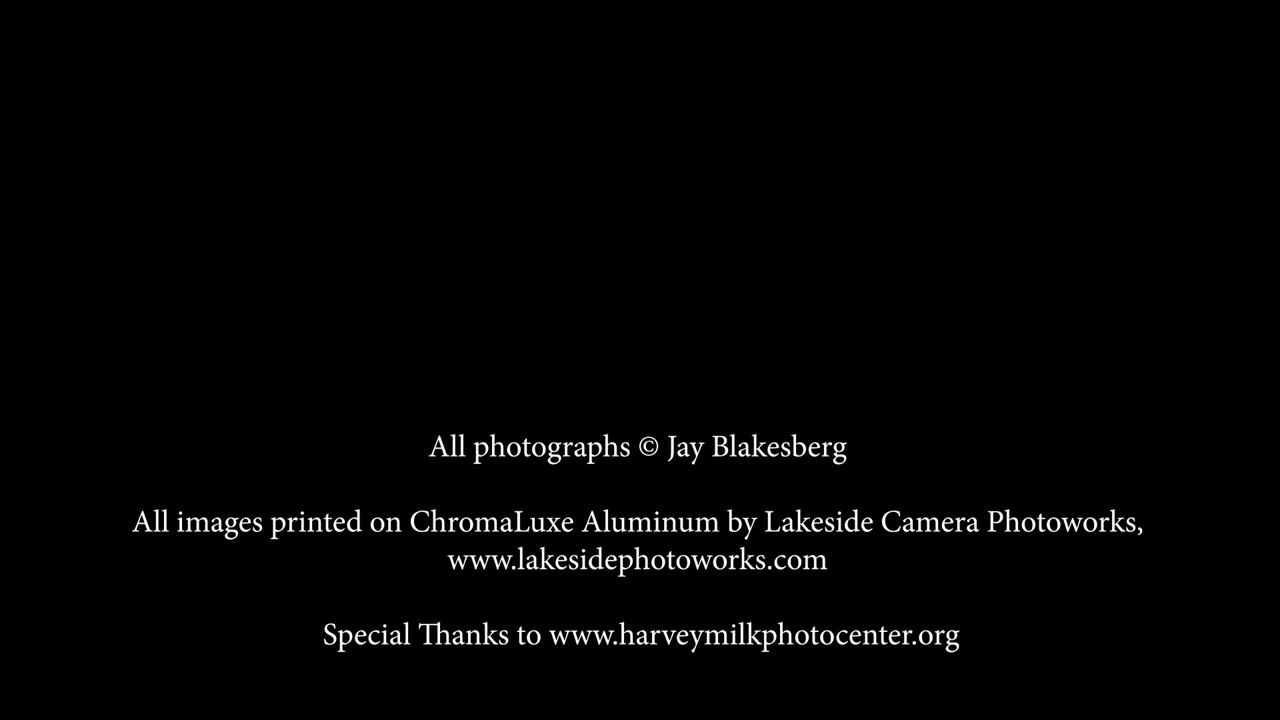 All photographs © Jay Blakesberg
All images printed on ChromaLuxe Aluminum by Lakeside Camera Photoworks,
www.lakesidephotoworks.com
Special Thanks to www.harveymilkphotocenter.org